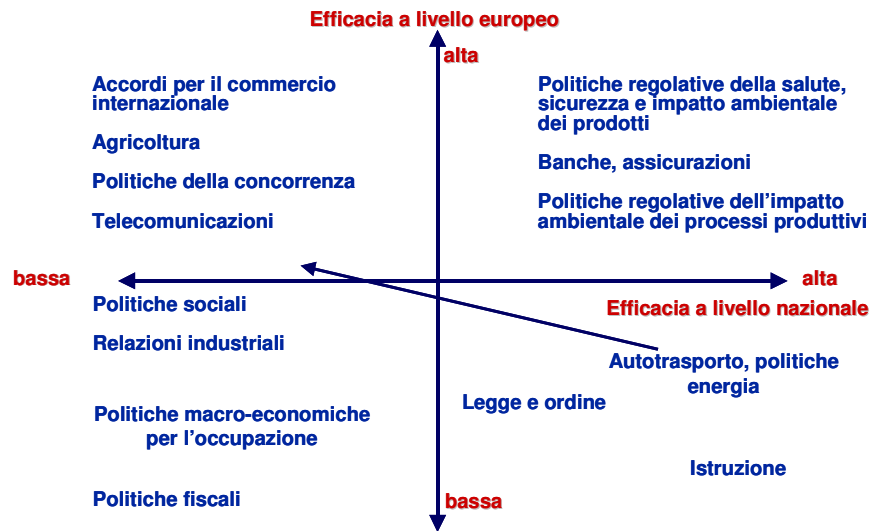 Efficacia a livello europeo
alta
Accordi per il commercio
internazionale
Agricoltura
Politiche della concorrenza
Telecomunicazioni
Politiche regolative della salute,
sicurezza e impatto ambientale
dei prodotti
Banche, assicurazioni
Politiche regolative dell’impatto
ambientale dei processi produttivi
bassa
alta
Efficacia a livello nazionale
Politiche sociali
Relazioni industriali
Politiche macro-economiche
per l’occupazione
Politiche fiscali
Autotrasporto, politiche
energia
Legge e ordine
Istruzione
bassa